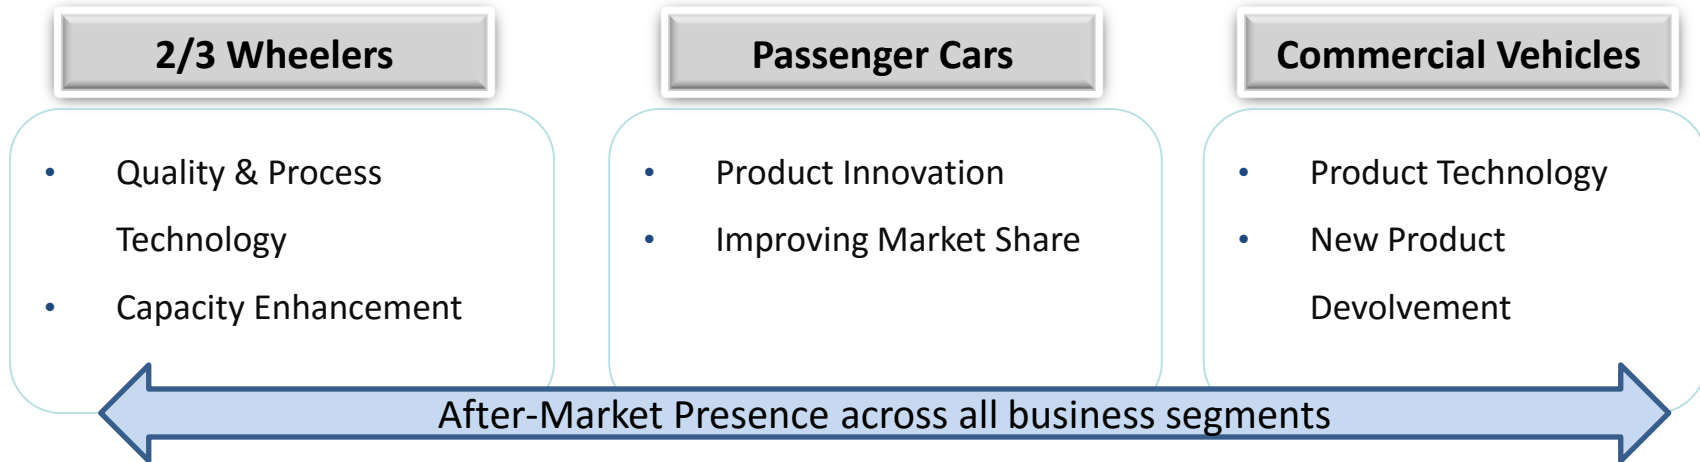 2/3 Wheelers
• Quality & Process
Technology
• Capacity Enhancement
Passenger Cars
• Product Innovation
• Improving Market Share
Commercial Vehicles
• Product Technology
• New Product
Devolvement
After-Market Presence across all business segments